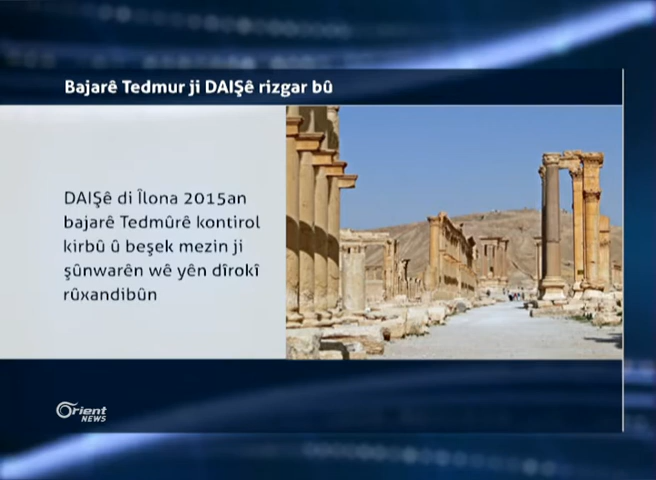 Bajarê Tedmur ji DAIŞê rizgar bû
DAIŞê di Îlona 2015an
bajarê Tedmûrê kontirol
kirbû û beşek mezin ji
şûnwarên wê yên dîrokî
rûxandibûn
Orient
NEWS